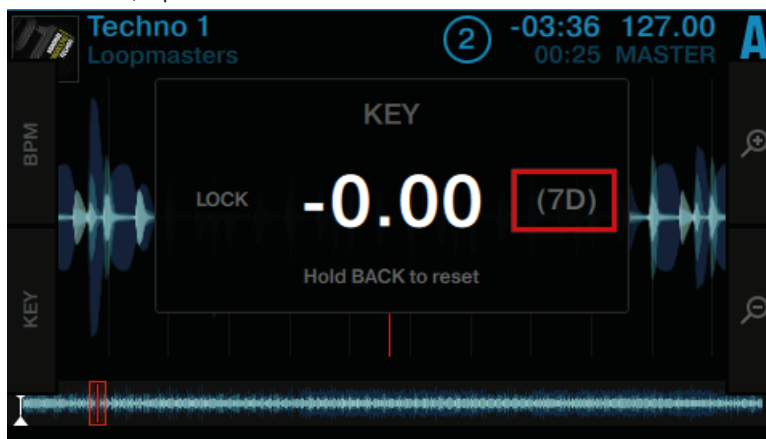 Techno 1
Loopmasters
2
-03:36 127.00
00:25 MASTER
A
BPM
KEY
KEY
LOCK -0.00 (7D)
Hold BACK to reset